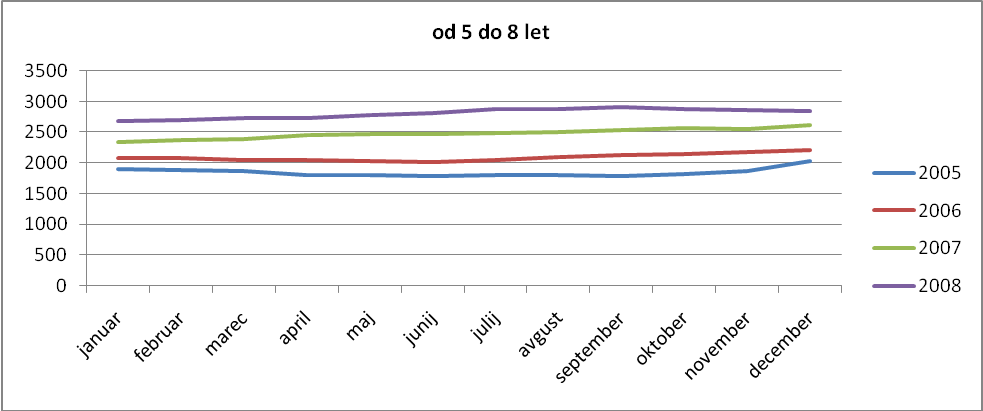 od 5 do 8 let
3500
3000
2500
2000
1500
1000
500
0
januar
februar
marec
april
maj
junij
julij
avgust
september
oktober
november
december
2005
2006
2007
2008